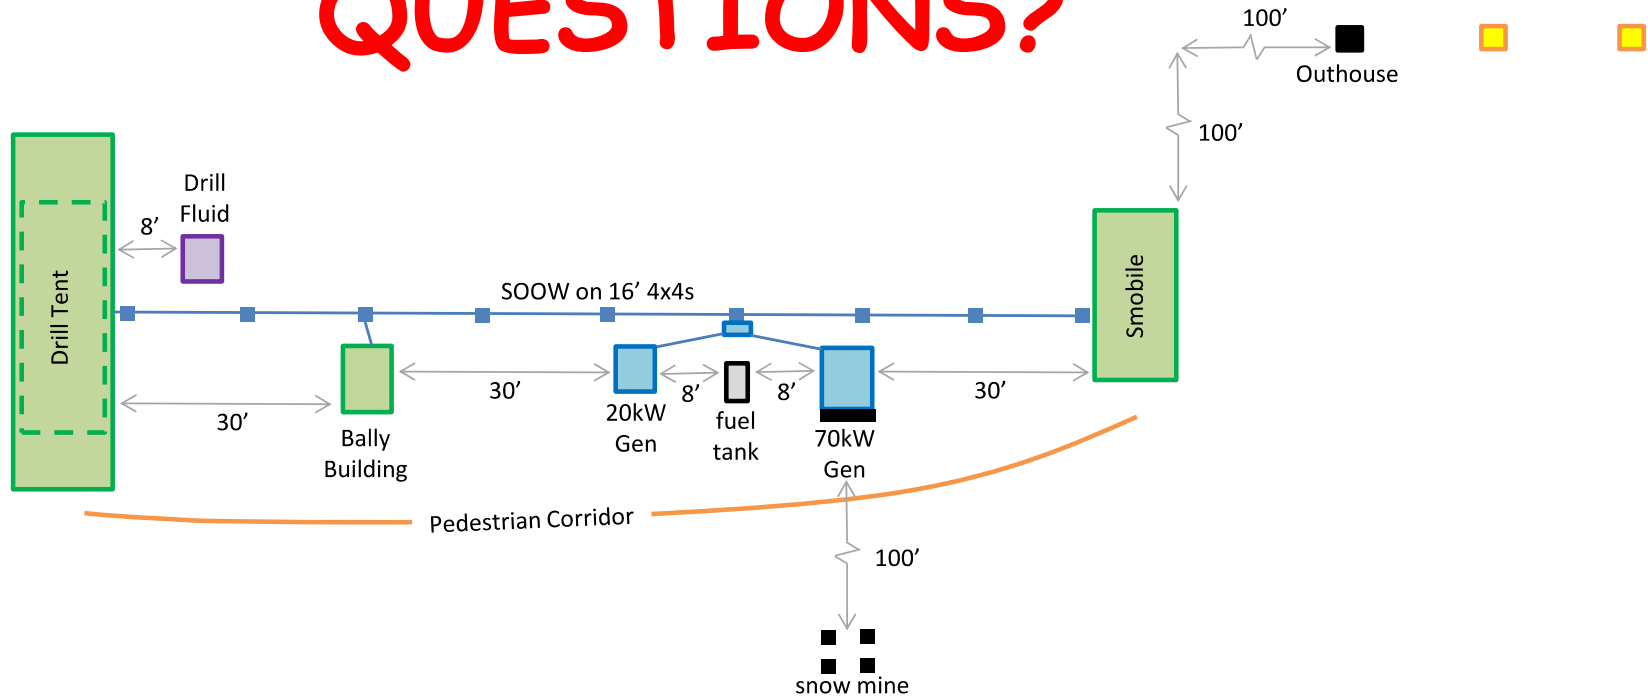 QUESTIONS?
100’
Outhouse
100’
Drill
Fluid
8’
Drill Tent
SOOW on 16’ 4x4s
Smobile
30’
30’
8’
8’
30’
Bally
Building
20kW
Gen
fuel
tank
70kW
Gen
Pedestrian Corridor
100’
snow mine